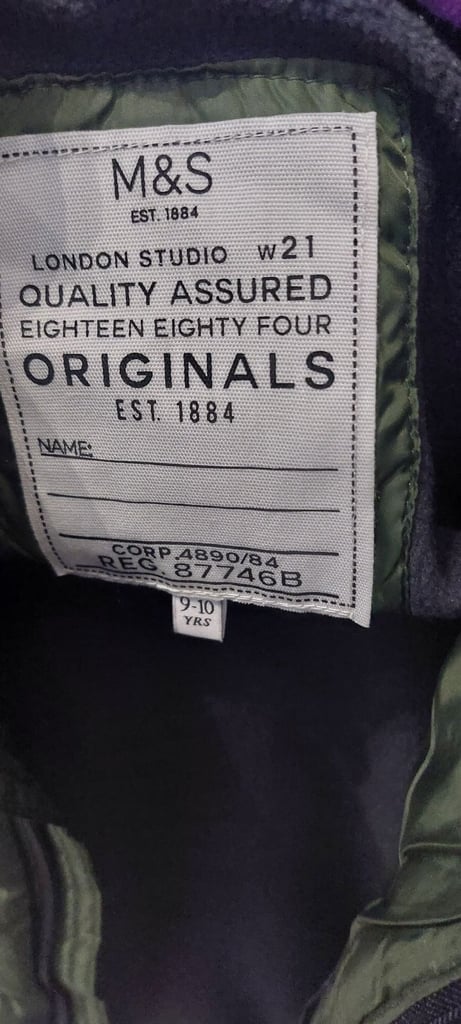 M&S
EST. 1884
LONDON STUDIO W21
QUALITY ASSURED
EIGHTEEN EIGHTY FOUR
ORIGINALS
EST. 1884
NAME:
CORP 4890/84
REG. 87746B
9-10
YRS